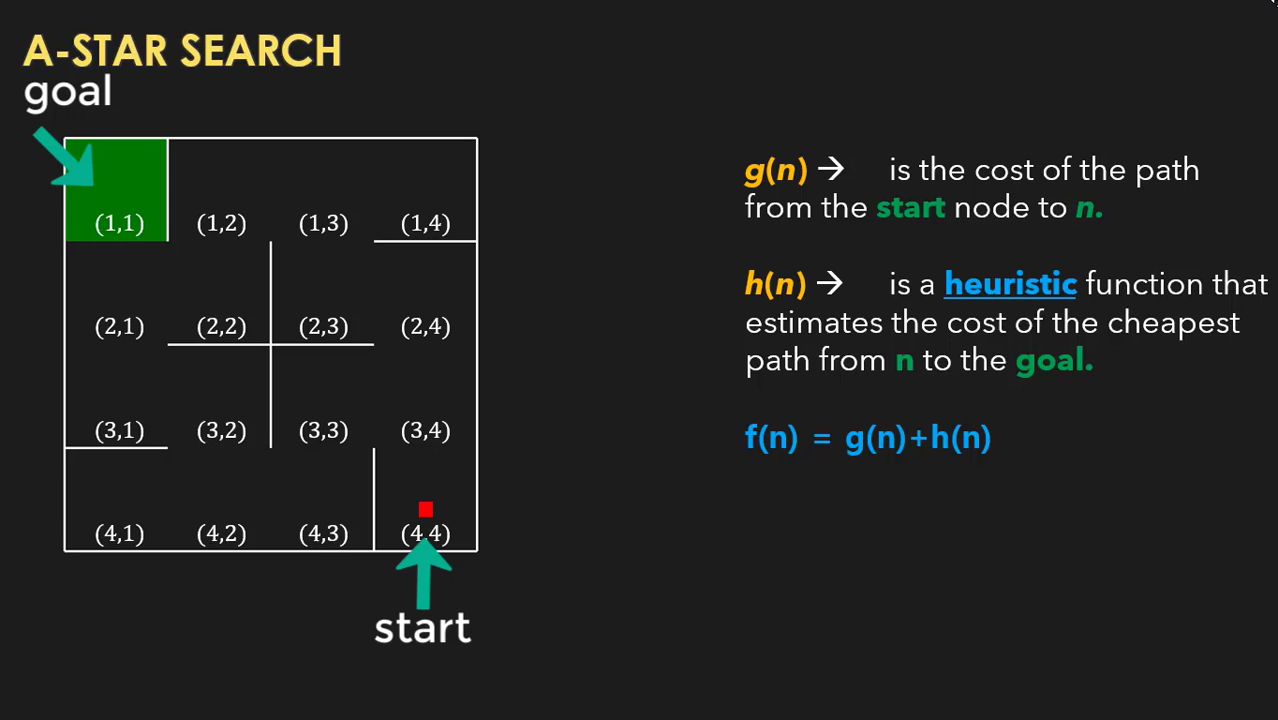 A-STAR SEARCH
goal
(1,1) (1,2) (1,3) (1,4)
(2,1) (2,2) (2,3) (2,4)
(3,1) (3,2) (3,3) (3,4)
(4,1) (4,2) (4,3) (4,4)
start
g(n) → is the cost of the path
from the start node to n.
h(n) → is a heuristic function that
estimates the cost of the cheapest
path from n to the goal.
f(n) = g(n)+h(n)